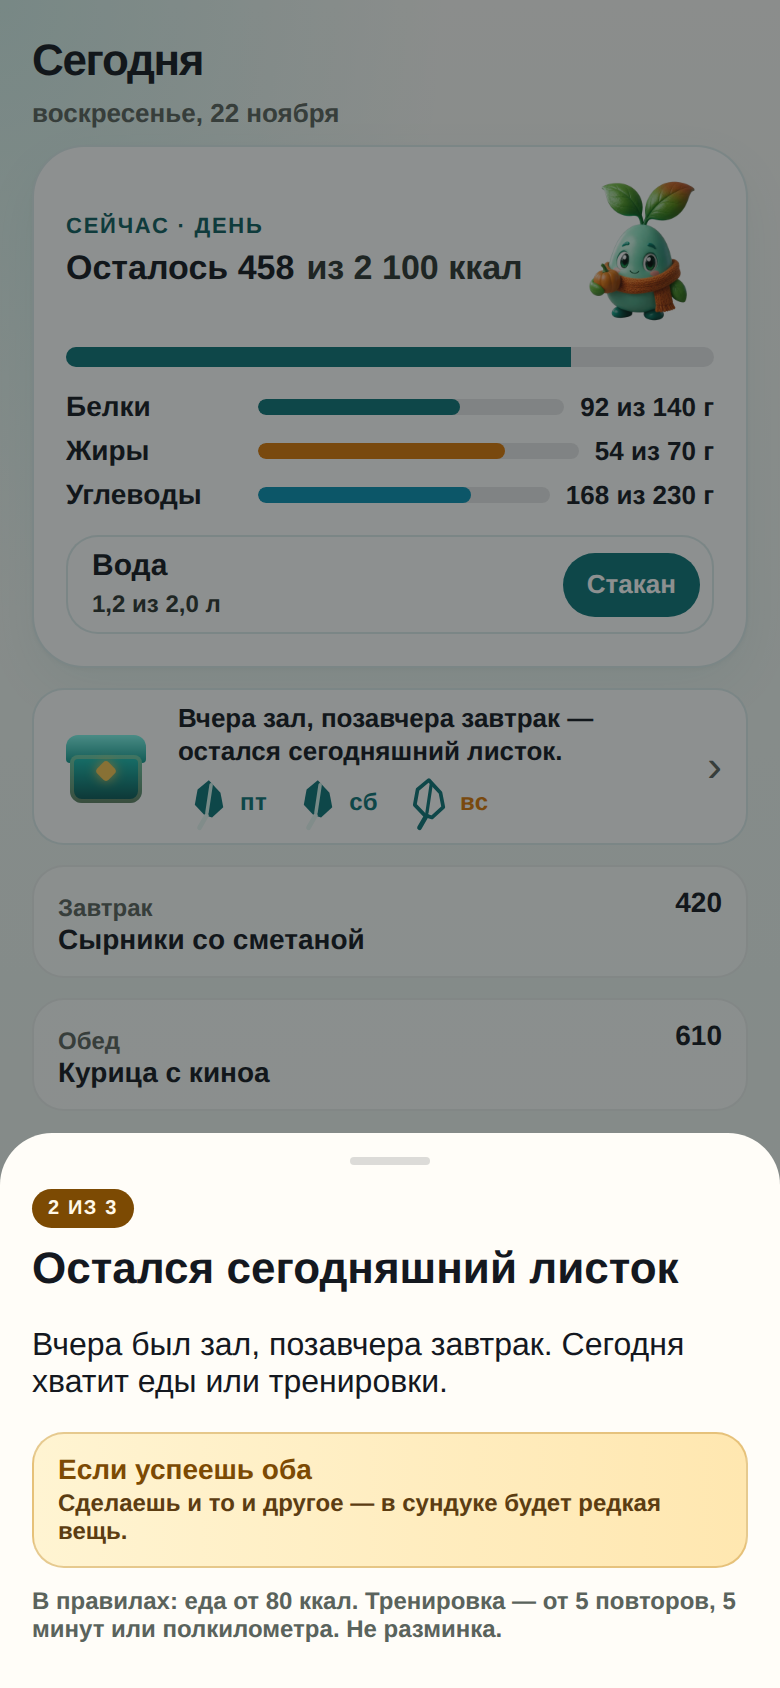 Сегодня
воскресенье, 22 ноября
СЕЙЧАС · ДЕНЬ
Осталось 458 из 2 100 ккал
Белки 92 из 140 г
Жиры 54 из 70 г
Углеводы 168 из 230 г
Вода
1,2 из 2,0 л
Стакан
Вчера зал, позавчера завтрак —
остался сегодняшний листок.
пт сб вс
Завтрак 420
Сырники со сметаной
Обед 610
Курица с киноа
2 ИЗ 3
Остался сегодняшний листок
Вчера был зал, позавчера завтрак. Сегодня
хватит еды или тренировки.
Если успеешь оба
Сделаешь и то и другое — в сундуке будет редкая
вещь.
В правилах: еда от 80 ккал. Тренировка — от 5 повторов, 5
минут или полкилометра. Не разминка.